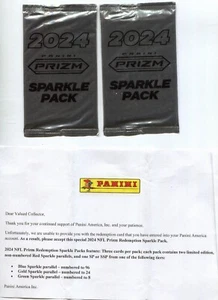 2024
PANINI
PRIZM
SPARKLE
PACK
2024
PANINI
PRIZM
SPARKLE
PACK
PANINI
Dear Valued Collector,
Thank you for your continued support of Panini America, Inc. and your patience.
Unfortunately, we are unable to provide you with the redemption card that you have entered into your Panini America, Inc.
account. As a result, please accept this special 2024 NFL Prizm Redemption Sparkle Pack.
2024 NFL Prizm Redemption Sparkle Packs feature: Three cards per pack; each pack contains two limited edition,
non-numbered Red Sparkle parallels, and one SP or SSP from one of the following tiers:
• Blue Sparkle parallel - numbered to 96
• Gold Sparkle parallel - numbered to 24
• Green Sparkle parallel - numbered to 8
Panini America, Inc.